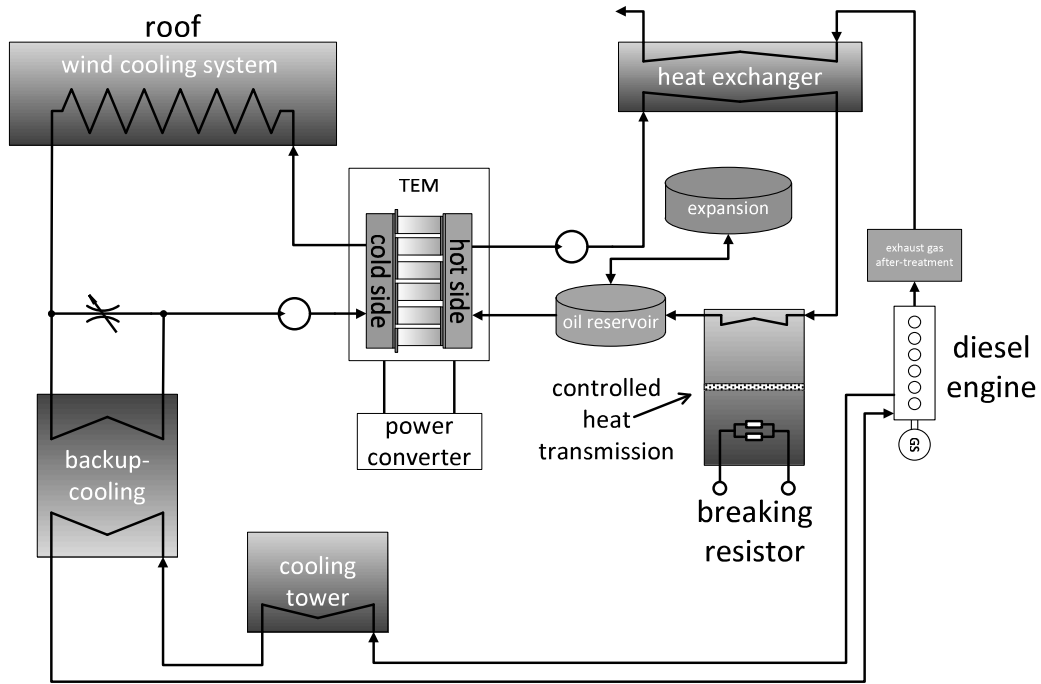 roof
wind cooling system
heat exchanger
TEM
cold side
hot side
expansion
oil reservoir
exhaust gas
after-treatment
diesel
engine
GS
controlled
heat
transmission
power
converter
backup-
cooling
breaking
resistor
cooling
tower